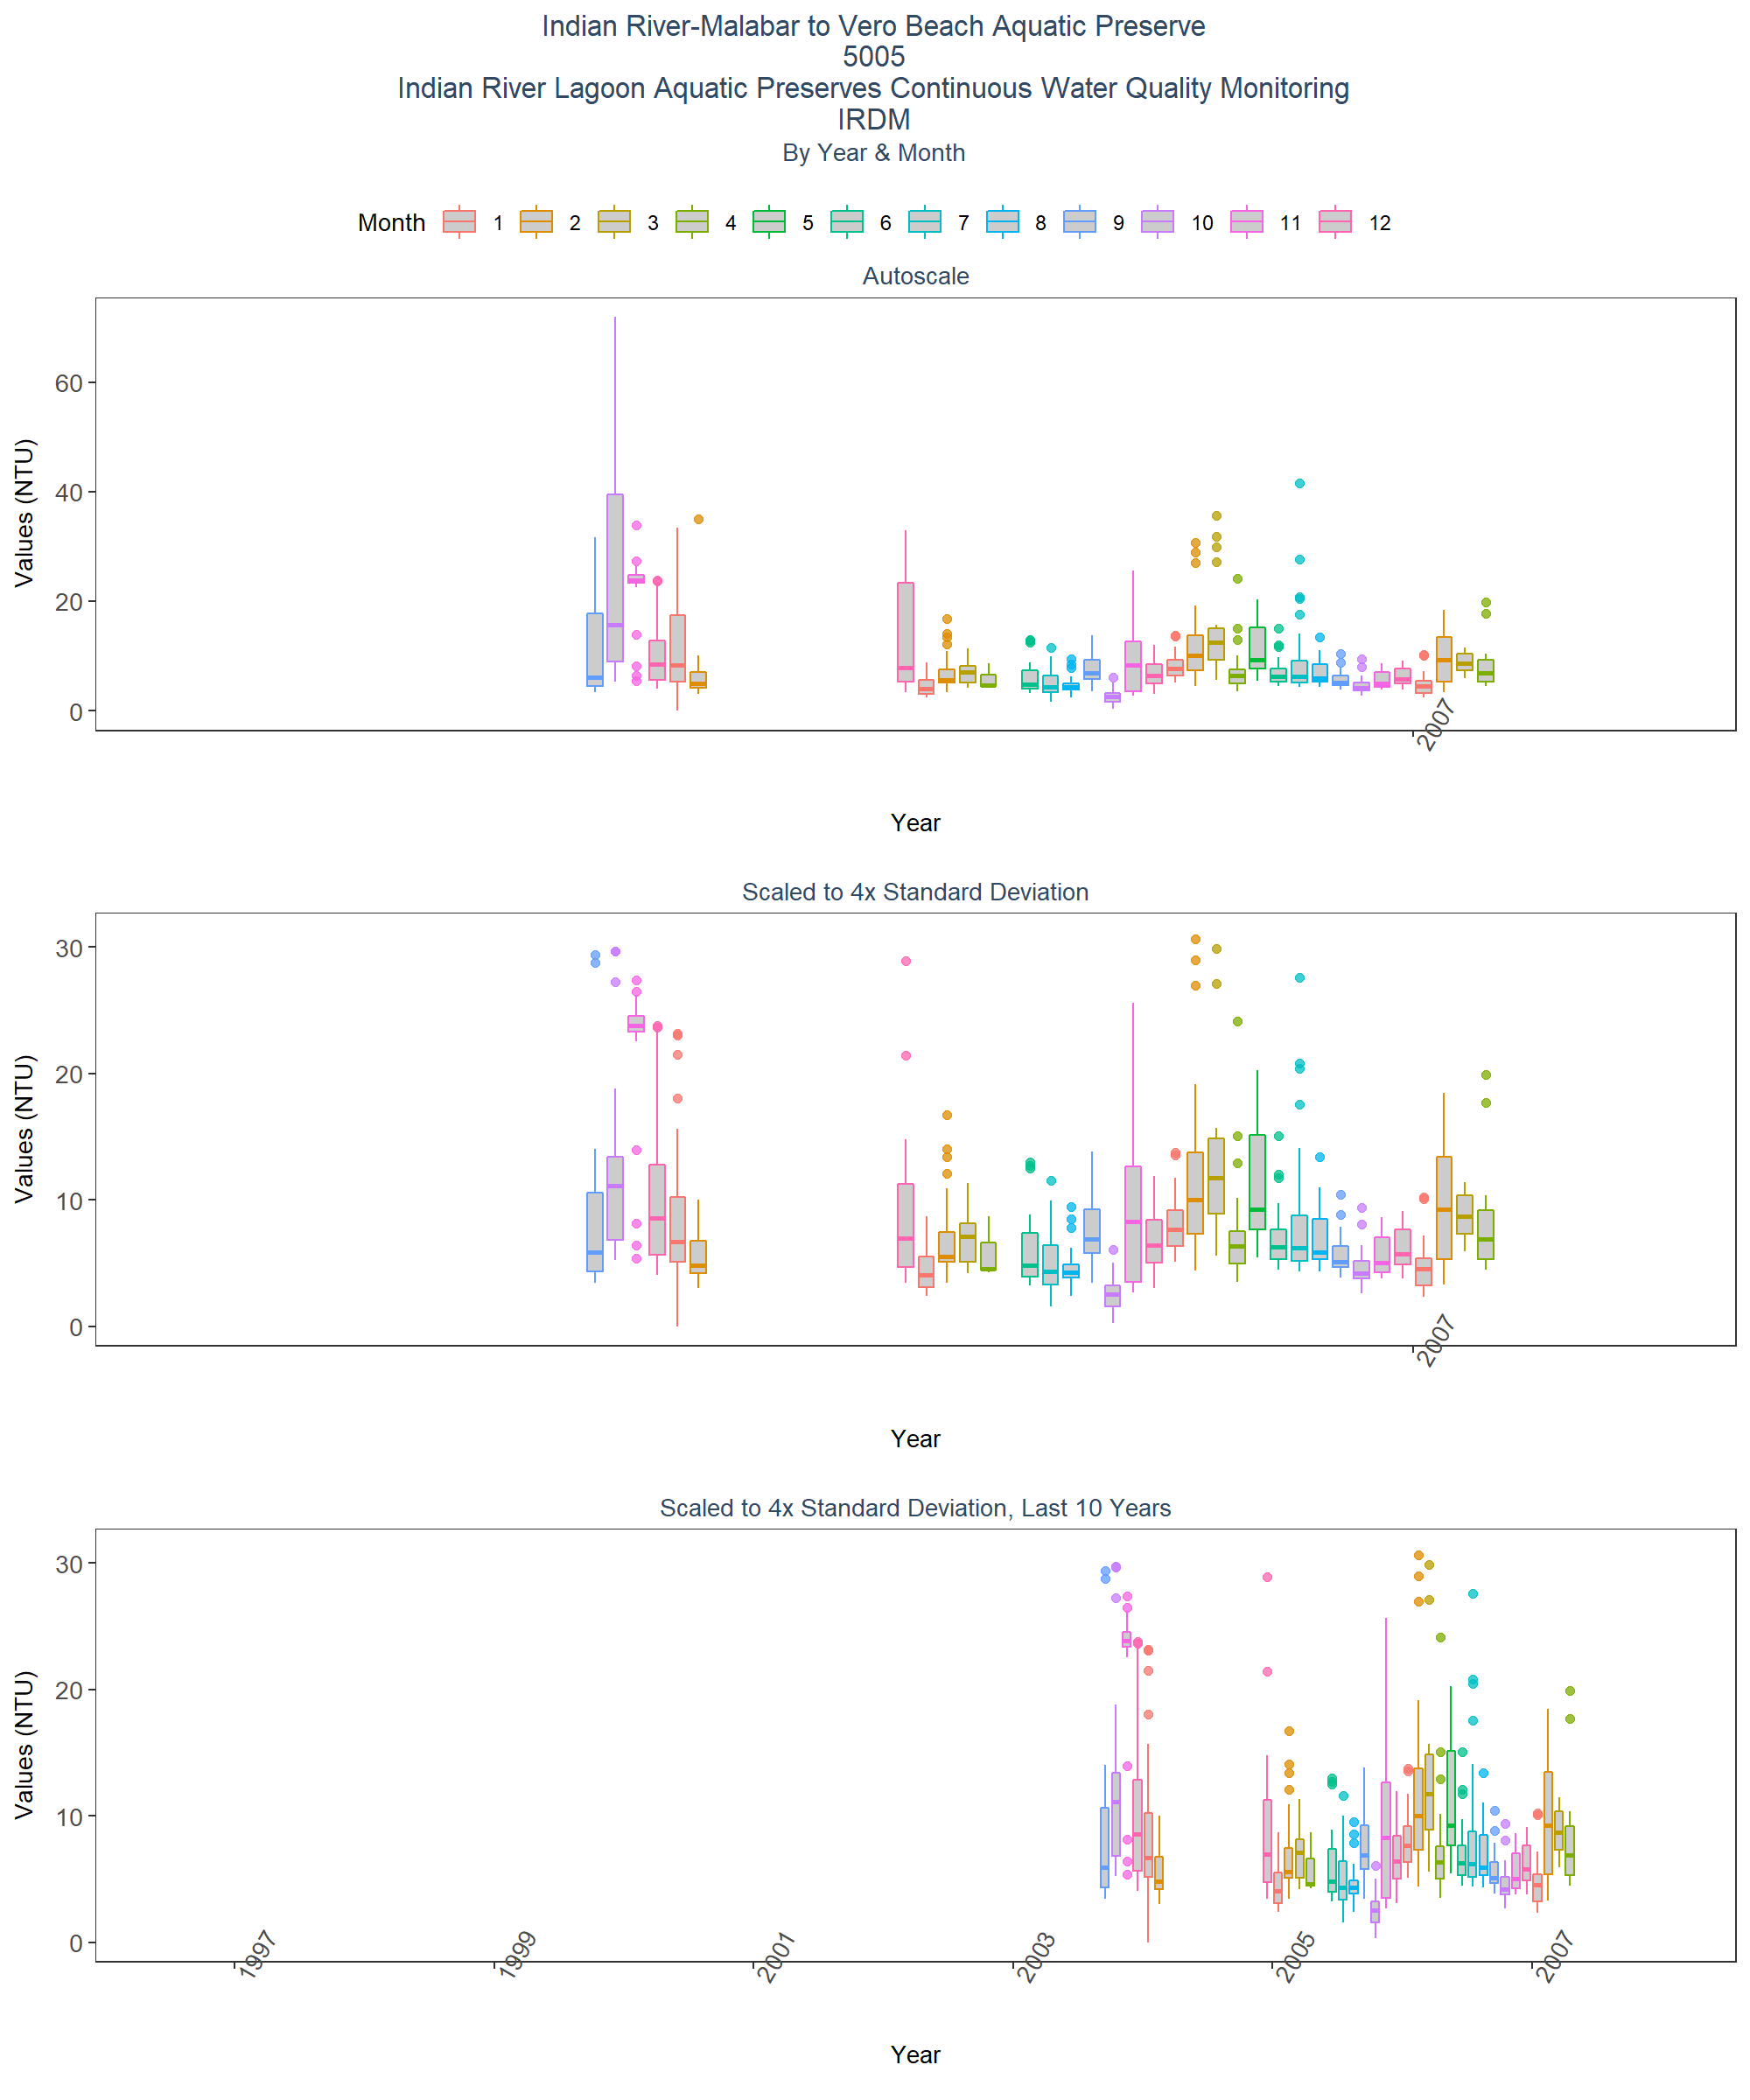 Indian River-Malabar to Vero Beach Aquatic Preserve
5005
Indian River Lagoon Aquatic Preserves Continuous Water Quality Monitoring
IRDM
By Year & Month
Month 1 2 3 4 5 6 7 8 9 10 11 12
Autoscale
Values (NTU)
60
40
20
0
2007
Year
Scaled to 4x Standard Deviation
Values (NTU)
30
20
10
0
2007
Year
Scaled to 4x Standard Deviation, Last 10 Years
Values (NTU)
30
20
10
0
1997 1999 2001 2003 2005 2007
Year